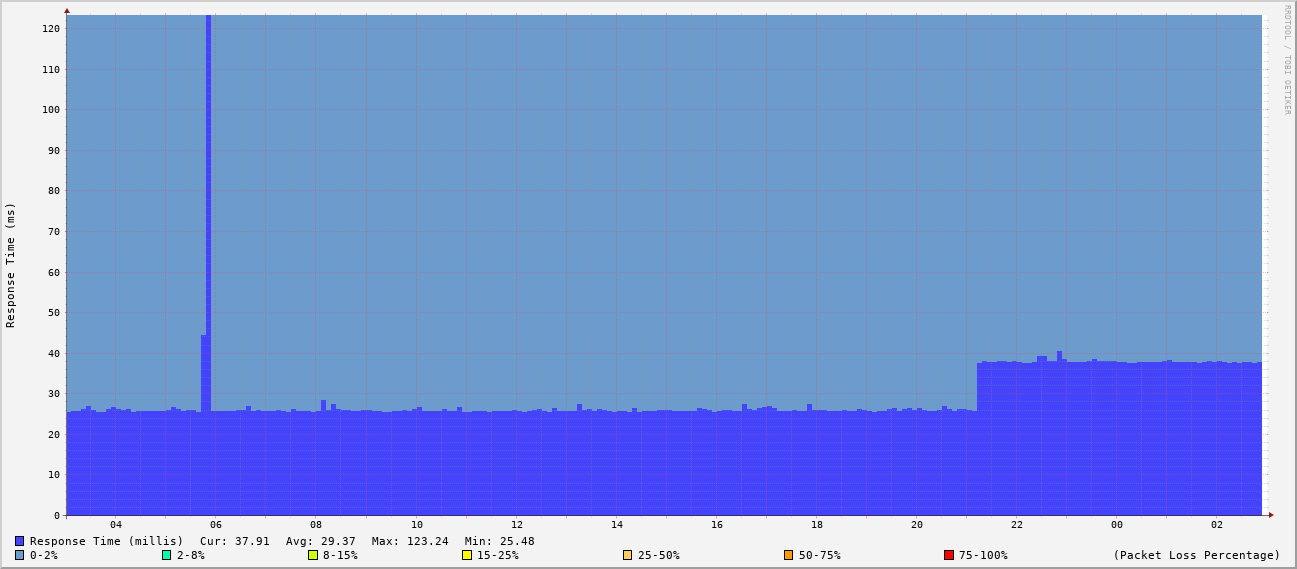 RRDTOOL / TOBI OETIKER
Response Time (ms)
120
110
100
90
80
70
60
50
40
30
20
10
0
04 06 08 10 12 14 16 18 20 22 00 02
Response Time (millis) Cur: 37.91 Avg: 29.37 Max: 123.24 Min: 25.48
0-2% 2-8% 8-15% 15-25% 25-50% 50-75% 75-100% (Packet Loss Percentage)